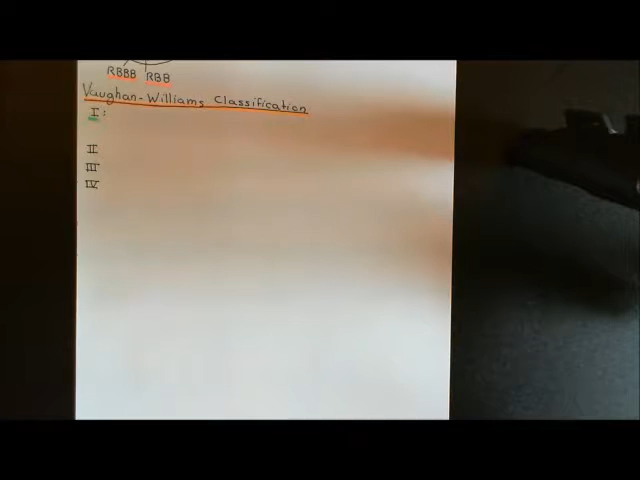 RBBB RBB
Vaughan-Williams Classification
I:
II
III
IV